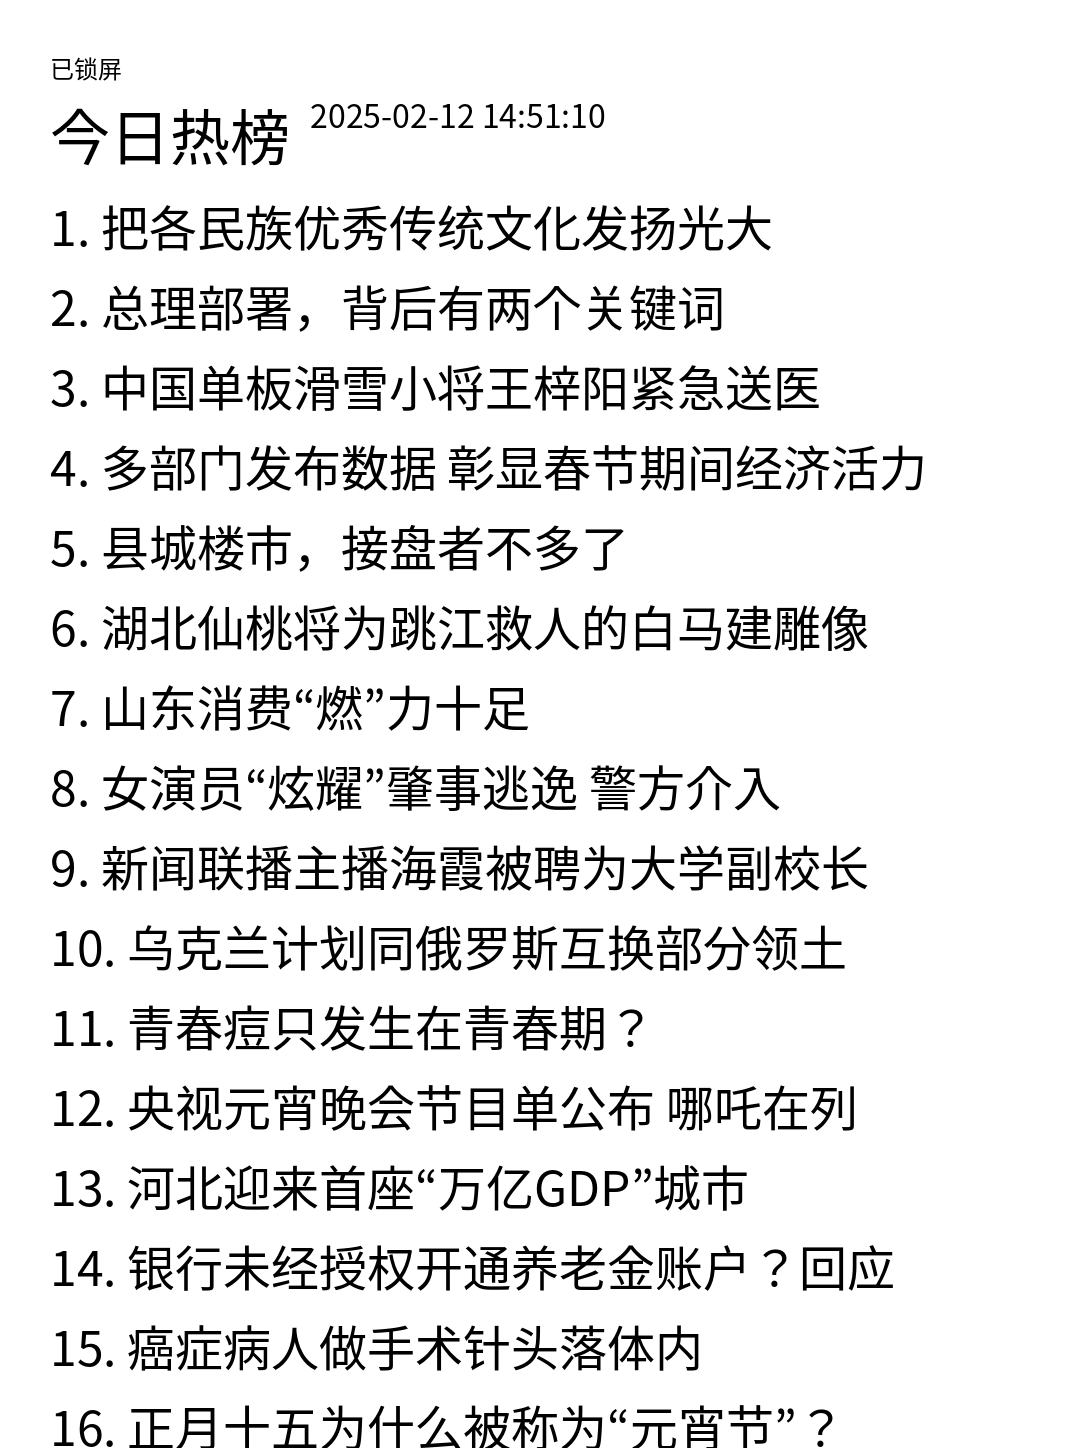 已锁屏
今日热榜 2025-02-12 14:51:10
1. 把各民族优秀传统文化发扬光大
2. 总理部署，背后有两个关键词
3. 中国单板滑雪小将王梓阳紧急送医
4. 多部门发布数据 彰显春节期间经济活力
5. 县城楼市，接盘者不多了
6. 湖北仙桃将为跳江救人的白马建雕像
7. 山东消费“燃”力十足
8. 女演员“炫耀”肇事逃逸 警方介入
9. 新闻联播主播海霞被聘为大学副校长
10. 乌克兰计划同俄罗斯互换部分领土
11. 青春痘只发生在青春期？
12. 央视元宵晚会节目单公布 哪吒在列
13. 河北迎来首座“万亿GDP”城市
14. 银行未经授权开通养老金账户？回应
15. 癌症病人做手术针头落体内
16. 正月十五为什么被称为“元宵节”？